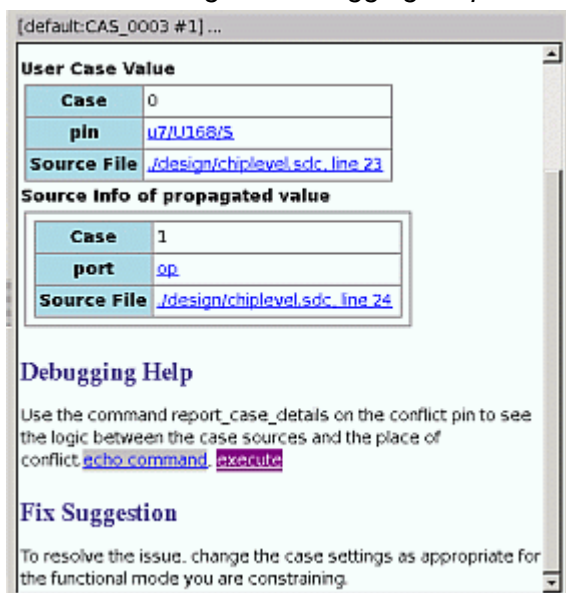 [default:CAS_0003 #1] ...
User Case Value
Case 0
pin u7/U168/S
Source File ./design/chiplevel.sdc, line 23
Source Info of propagated value
Case 1
port op
Source File ./design/chiplevel.sdc, line 24
Debugging Help
Use the command report_case_details on the conflict pin to see
the logic between the case sources and the place of
conflict.echo command, execute
Fix Suggestion
To resolve the issue, change the case settings as appropriate for
the functional mode you are constraining.